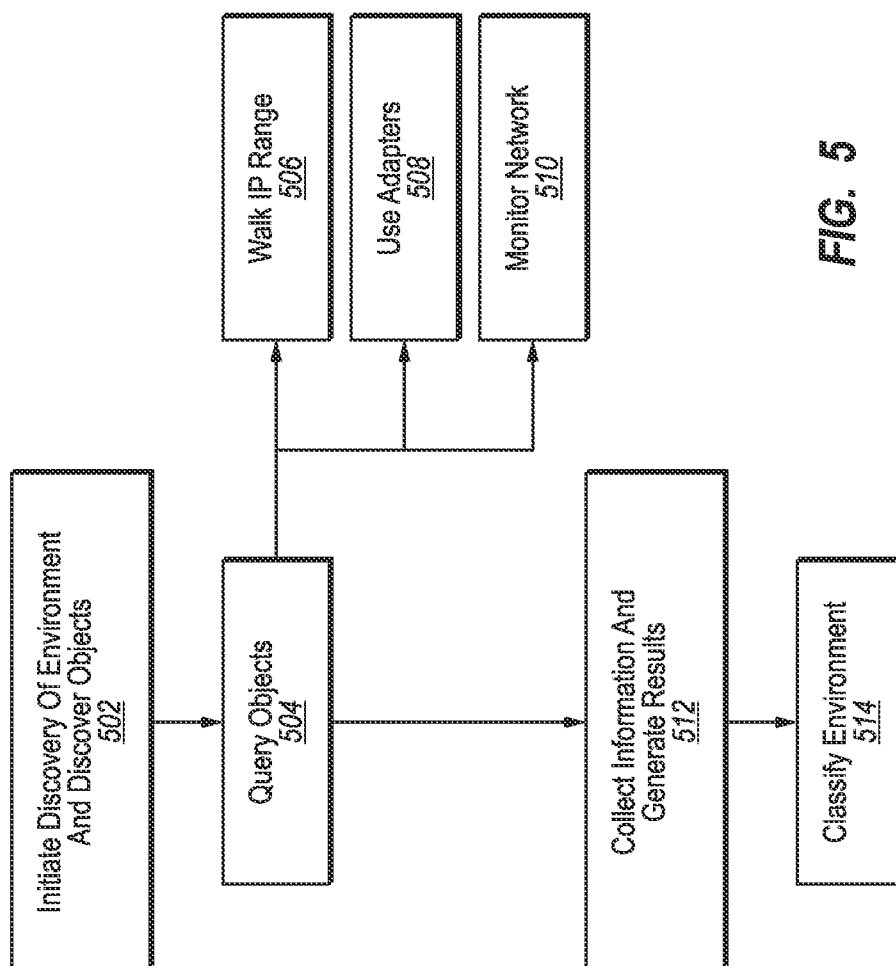 Initiate Discovery Of Environment
And Discover Objects
502
Query Objects
504
Walk IP Range
506
Use Adapters
508
Monitor Network
510
Collect Information And
Generate Results
512
Classify Environment
514
FIG. 5